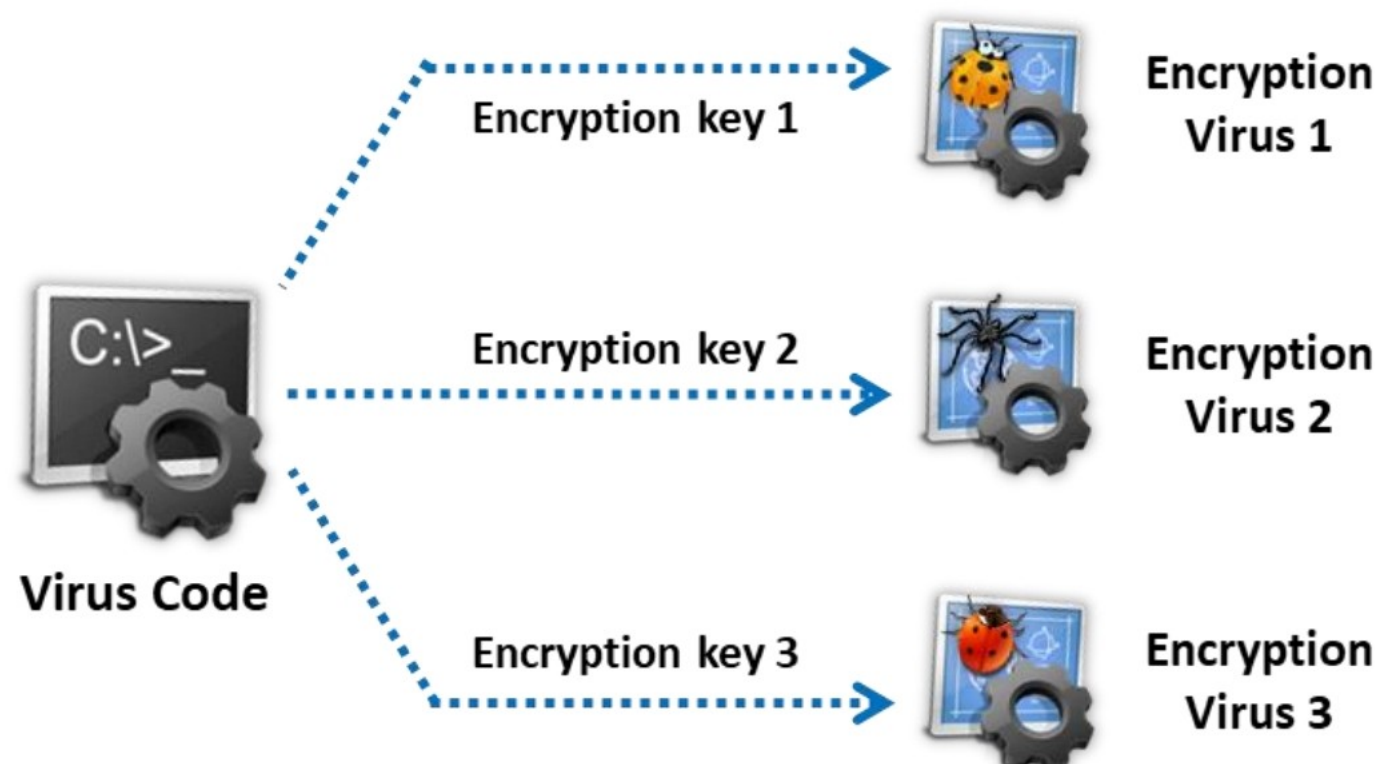 Encryption key 1
Encryption
Virus 1
C:\>_
Encryption key 2
Encryption
Virus 2
Virus Code
Encryption key 3
Encryption
Virus 3